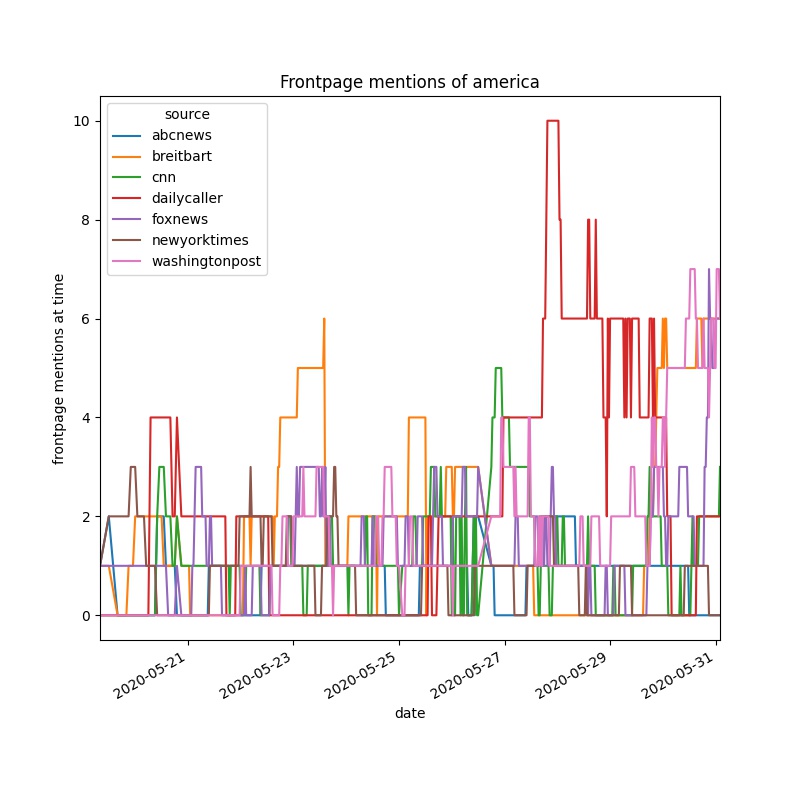 Frontpage mentions of america
source
abcnews
breitbart
cnn
dailycaller
foxnews
newyorktimes
washingtonpost
frontpage mentions at time
10
8
6
4
2
0
2020-05-21
2020-05-23
2020-05-25
2020-05-27
2020-05-29
2020-05-31
date